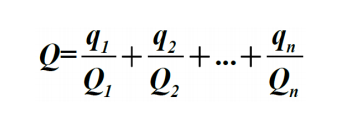 Q = q₁/Q₁ + q₂/Q₂ + ... + qₙ/Qₙ